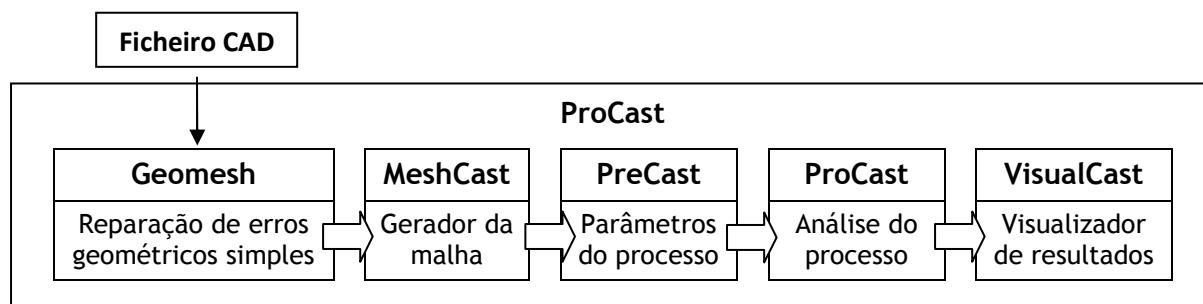 Ficheiro CAD
ProCast
Geomesh
Reparação de erros
geométricos simples
MeshCast
Gerador da
malha
PreCast
Parâmetros
do processo
ProCast
Análise do
processo
VisualCast
Visualizador
de resultados